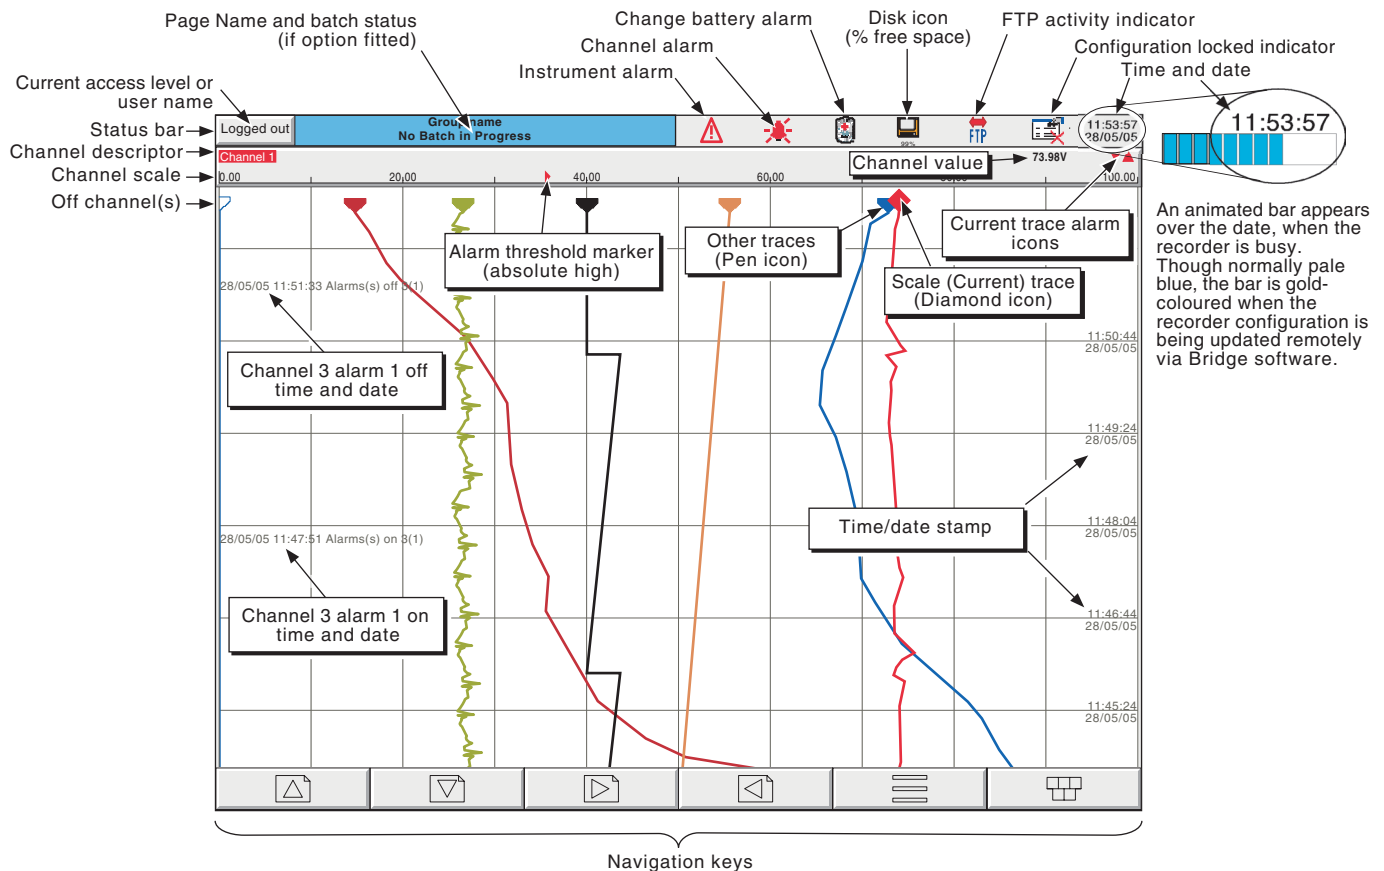 Page Name and batch status
(if option fitted)
Change battery alarm
Channel alarm
Instrument alarm
Disk icon
(% free space)
FTP activity indicator
Configuration locked indicator
Time and date
Current access level or
user name
Status bar
Channel descriptor
Channel scale
Off channel(s)
Logged out
Group name
No Batch in Progress
99%
FTP
11:53:57
28/05/05
11:53:57
Channel 1
Channel value
73.98V
0.00
20,00
40,00
60,00
100.00
Alarm threshold marker
(absolute high)
Other traces
(Pen icon)
Current trace alarm
icons
Scale (Current) trace
(Diamond icon)
An animated bar appears
over the date, when the
recorder is busy.
Though normally pale
blue, the bar is gold-
coloured when the
recorder configuration is
being updated remotely
via Bridge software.
28/05/05 11:51:33 Alarms(s) off 3(1)
Channel 3 alarm 1 off
time and date
11:50:44
28/05/05
11:49:24
28/05/05
Time/date stamp
11:48:04
28/05/05
28/05/05 11:47:51 Alarms(s) on 3(1)
Channel 3 alarm 1 on
time and date
11:46:44
28/05/05
11:45:24
28/05/05
Navigation keys